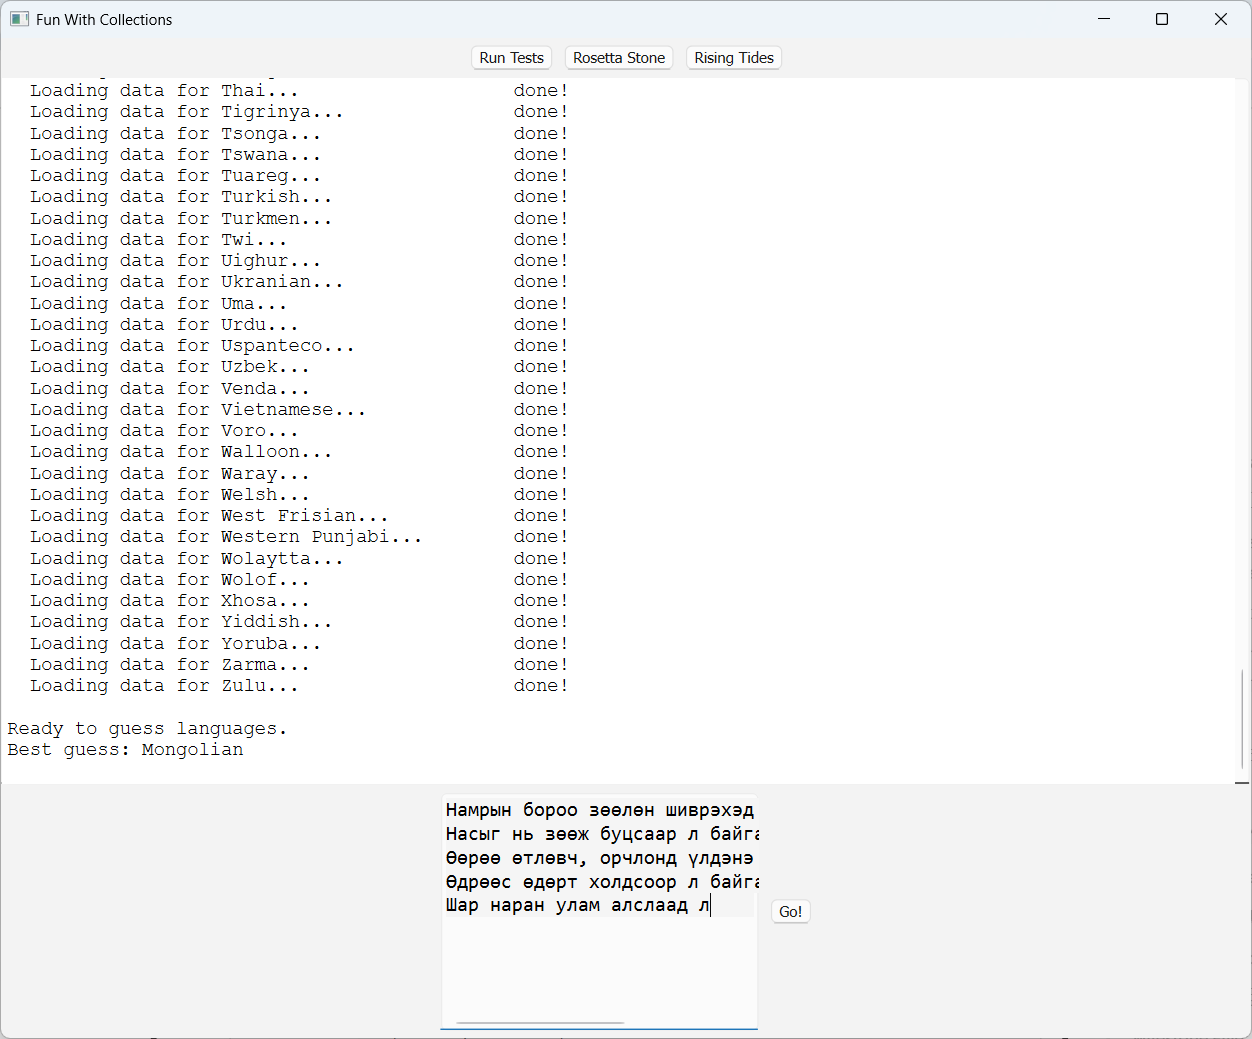 Fun With Collections
Run Tests Rosetta Stone Rising Tides
Loading data for Thai... done!
Loading data for Tigrinya... done!
Loading data for Tsonga... done!
Loading data for Tswana... done!
Loading data for Tuareg... done!
Loading data for Turkish... done!
Loading data for Turkmen... done!
Loading data for Twi... done!
Loading data for Uighur... done!
Loading data for Ukranian... done!
Loading data for Uma... done!
Loading data for Urdu... done!
Loading data for Uspanteco... done!
Loading data for Uzbek... done!
Loading data for Venda... done!
Loading data for Vietnamese... done!
Loading data for Voro... done!
Loading data for Walloon... done!
Loading data for Waray... done!
Loading data for Welsh... done!
Loading data for West Frisian... done!
Loading data for Western Punjabi... done!
Loading data for Wolaytta... done!
Loading data for Wolof... done!
Loading data for Xhosa... done!
Loading data for Yiddish... done!
Loading data for Yoruba... done!
Loading data for Zarma... done!
Loading data for Zulu... done!
Ready to guess languages.
Best guess: Mongolian
Намрын бороо зөөлөн шиврэхэд
Насыг нь зөөж буцсаар л байга
Өөрөө өтлөвч, орчлонд үлдэнэ
Өдрөөс өдөрт холдсоор л байга
Шар наран улам алслаад л
Go!